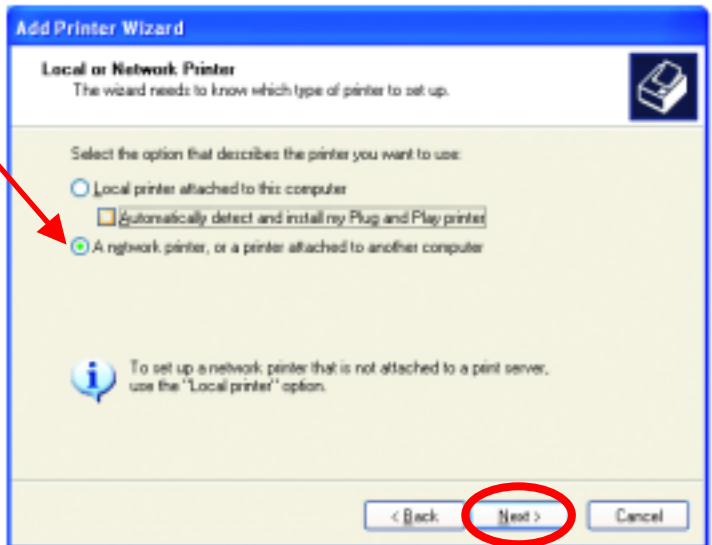 Add Printer Wizard
Local or Network Printer
The wizard needs to know which type of printer to set up.
Select the option that describes the printer you want to use:
Local printer attached to this computer
Automatically detect and install my Plug and Play printer
A network printer, or a printer attached to another computer
To set up a network printer that is not attached to a print server,
use the "Local printer" option.
< Back
Next >
Cancel